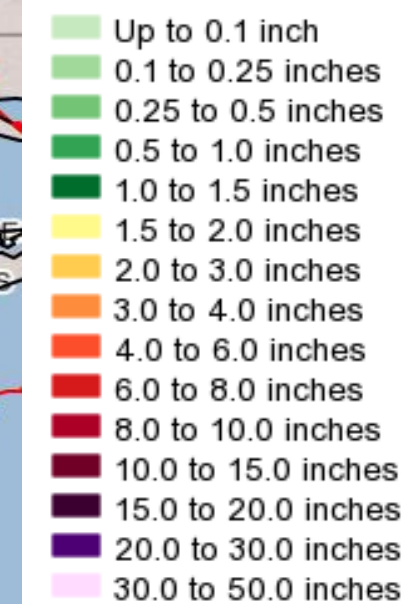 Up to 0.1 inch
0.1 to 0.25 inches
0.25 to 0.5 inches
0.5 to 1.0 inches
1.0 to 1.5 inches
1.5 to 2.0 inches
2.0 to 3.0 inches
3.0 to 4.0 inches
4.0 to 6.0 inches
6.0 to 8.0 inches
8.0 to 10.0 inches
10.0 to 15.0 inches
15.0 to 20.0 inches
20.0 to 30.0 inches
30.0 to 50.0 inches